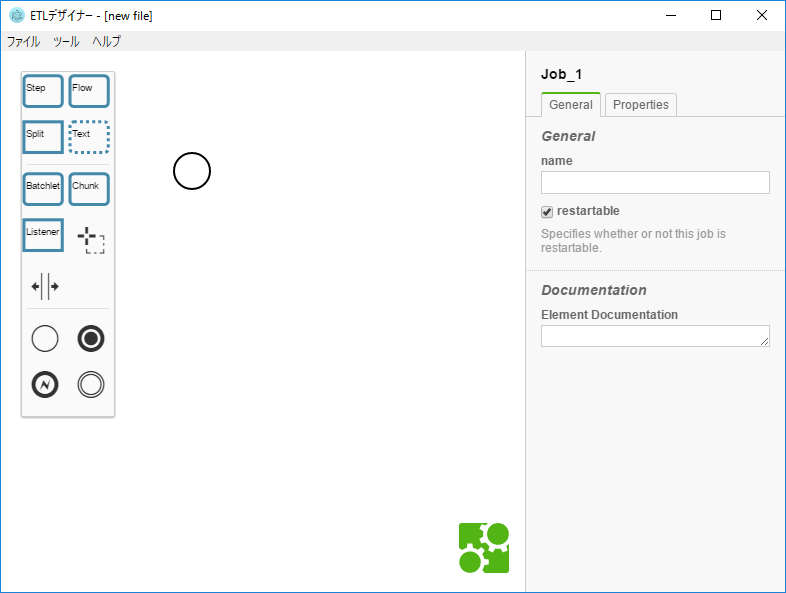 ETLデザイナー - [new file]
ファイル ツール ヘルプ
Step Flow
Split Text
Batchlet Chunk
Listener
Job_1
General Properties
General
name
restartable
Specifies whether or not this job is
restartable.
Documentation
Element Documentation